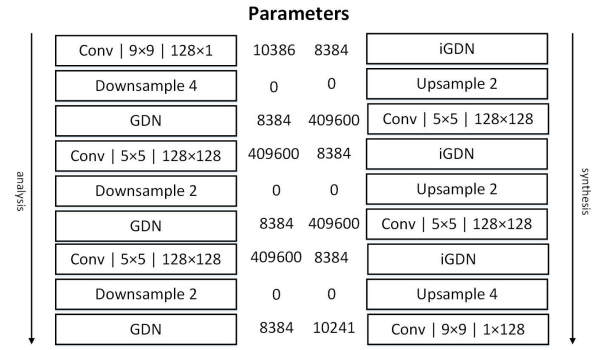 Parameters
Conv | 9×9 | 128×1 10386 8384 iGDN
Downsample 4 0 0 Upsample 2
GDN 8384 409600 Conv | 5×5 | 128×128
Conv | 5×5 | 128×128 409600 8384 iGDN
Downsample 2 0 0 Upsample 2
GDN 8384 409600 Conv | 5×5 | 128×128
Conv | 5×5 | 128×128 409600 8384 iGDN
Downsample 2 0 0 Upsample 4
GDN 8384 10241 Conv | 9×9 | 1×128
analysis
synthesis